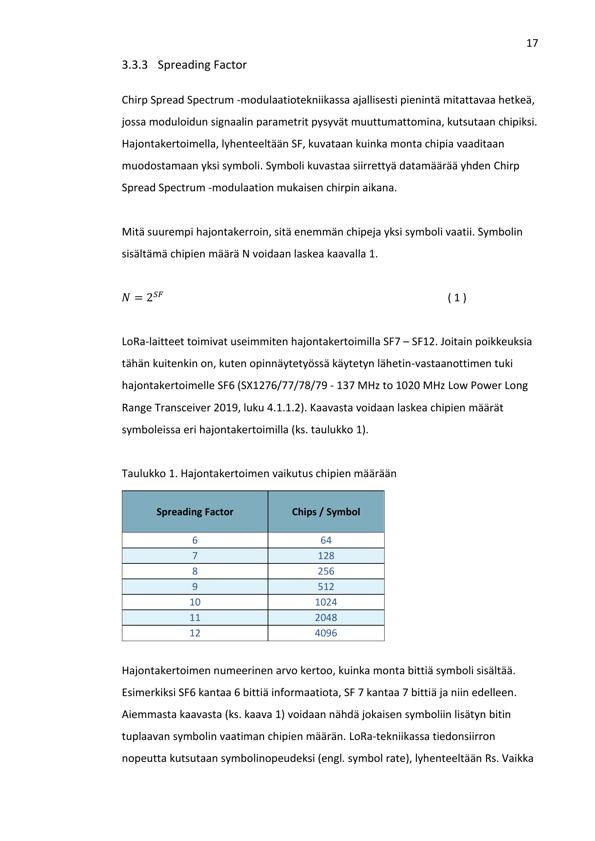 17
3.3.3 Spreading Factor
Chirp Spread Spectrum -modulaatiotekniikassa ajallisesti pienintä mitattavaa hetkeä,
jossa moduloidun signaalin parametrit pysyvät muuttumattomina, kutsutaan chipiksi.
Hajontakertoimella, lyhenteeltään SF, kuvataan kuinka monta chipia vaaditaan
muodostamaan yksi symboli. Symboli kuvastaa siirrettyä datamäärää yhden Chirp
Spread Spectrum -modulaation mukaisen chirpin aikana.
Mitä suurempi hajontakerroin, sitä enemmän chipeja yksi symboli vaatii. Symbolin
sisältämä chipien määrä N voidaan laskea kaavalla 1.
N = 2^{SF} ( 1 )
LoRa-laitteet toimivat useimmiten hajontakertoimilla SF7 – SF12. Joitain poikkeuksia
tähän kuitenkin on, kuten opinnäytetyössä käytetyn lähetin-vastaanottimen tuki
hajontakertoimelle SF6 (SX1276/77/78/79 - 137 MHz to 1020 MHz Low Power Long
Range Transceiver 2019, luku 4.1.1.2). Kaavasta voidaan laskea chipien määrät
symboleissa eri hajontakertoimilla (ks. taulukko 1).
Taulukko 1. Hajontakertoimen vaikutus chipien määrään
Spreading Factor Chips / Symbol
6 64
7 128
8 256
9 512
10 1024
11 2048
12 4096
Hajontakertoimen numeerinen arvo kertoo, kuinka monta bittiä symboli sisältää.
Esimerkiksi SF6 kantaa 6 bittiä informaatiota, SF 7 kantaa 7 bittiä ja niin edelleen.
Aiemmasta kaavasta (ks. kaava 1) voidaan nähdä jokaisen symboliin lisätyn bitin
tuplaavan symbolin vaatiman chipien määrän. LoRa-tekniikassa tiedonsiirron
nopeutta kutsutaan symbolinopeudeksi (engl. symbol rate), lyhenteeltään Rs. Vaikka